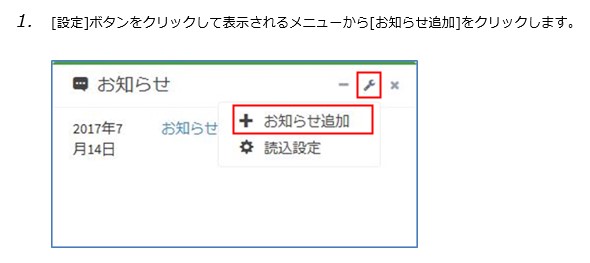 1. [設定]ボタンをクリックして表示されるメニューから[お知らせ追加]をクリックします。
お知らせ
2017年7 お知らせ
月14日
お知らせ追加
読込設定